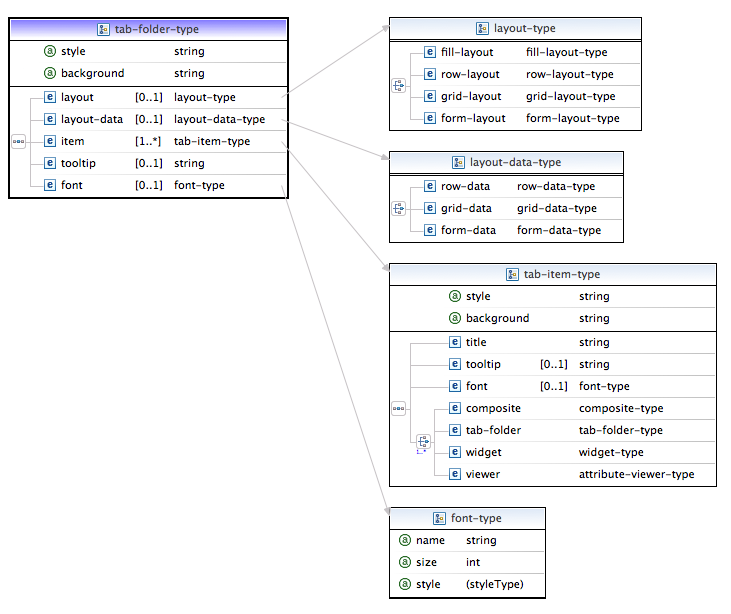 tab-folder-type
a style string
a background string
e layout [0..1] layout-type
e layout-data [0..1] layout-data-type
e item [1..*] tab-item-type
e tooltip [0..1] string
e font [0..1] font-type
layout-type
e fill-layout fill-layout-type
e row-layout row-layout-type
e grid-layout grid-layout-type
e form-layout form-layout-type
layout-data-type
e row-data row-data-type
e grid-data grid-data-type
e form-data form-data-type
tab-item-type
a style string
a background string
e title string
e tooltip [0..1] string
e font [0..1] font-type
e composite composite-type
e tab-folder tab-folder-type
e widget widget-type
e viewer attribute-viewer-type
font-type
a name string
a size int
a style (styleType)